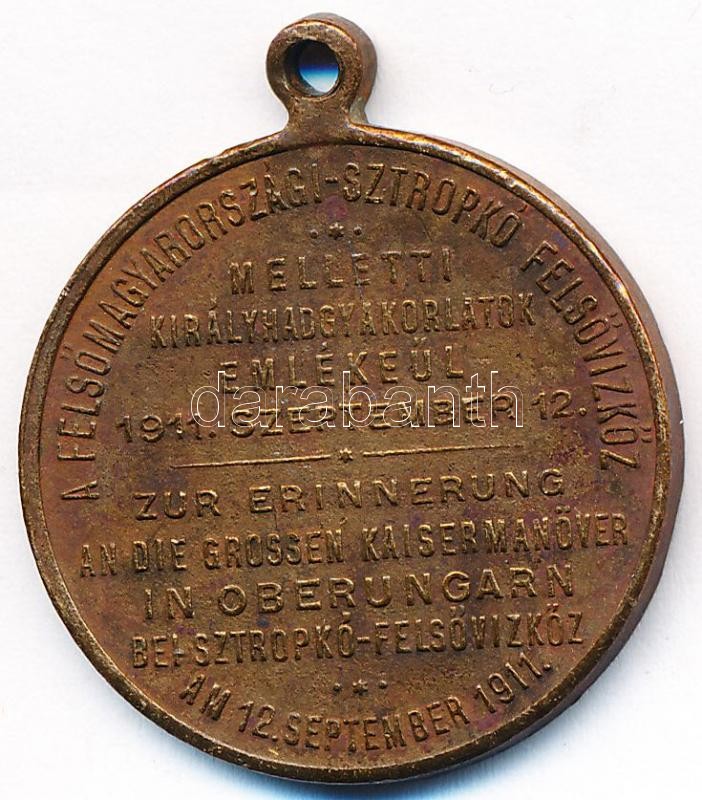 A FELSŐMAGYARORSZÁGI-SZTROPKÓ FELSŐVIZKÖZ
MELLETTI
KIRÁLYHADGYAKORLATOK
EMLÉKEÜL
1911. SZEPTEMBER 12.
ZUR ERINNERUNG
AN DIE GROSSEN KAISERMANÖVER
IN OBERUNGARN
BEI SZTROPKÓ-FELSŐVIZKÖZ
AM 12. SEPTEMBER 1911.
darabanth